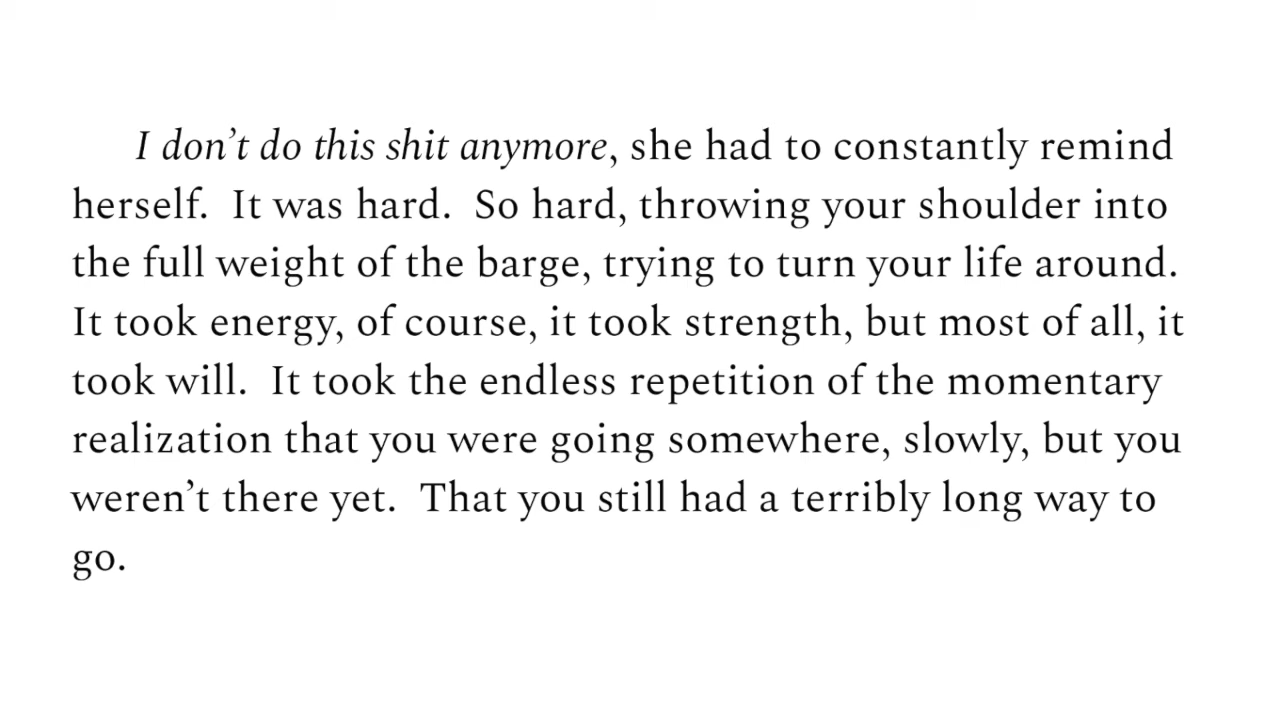 I don’t do this shit anymore, she had to constantly remind
herself.  It was hard.  So hard, throwing your shoulder into
the full weight of the barge, trying to turn your life around.
It took energy, of course, it took strength, but most of all, it
took will.  It took the endless repetition of the momentary
realization that you were going somewhere, slowly, but you
weren’t there yet.  That you still had a terribly long way to
go.